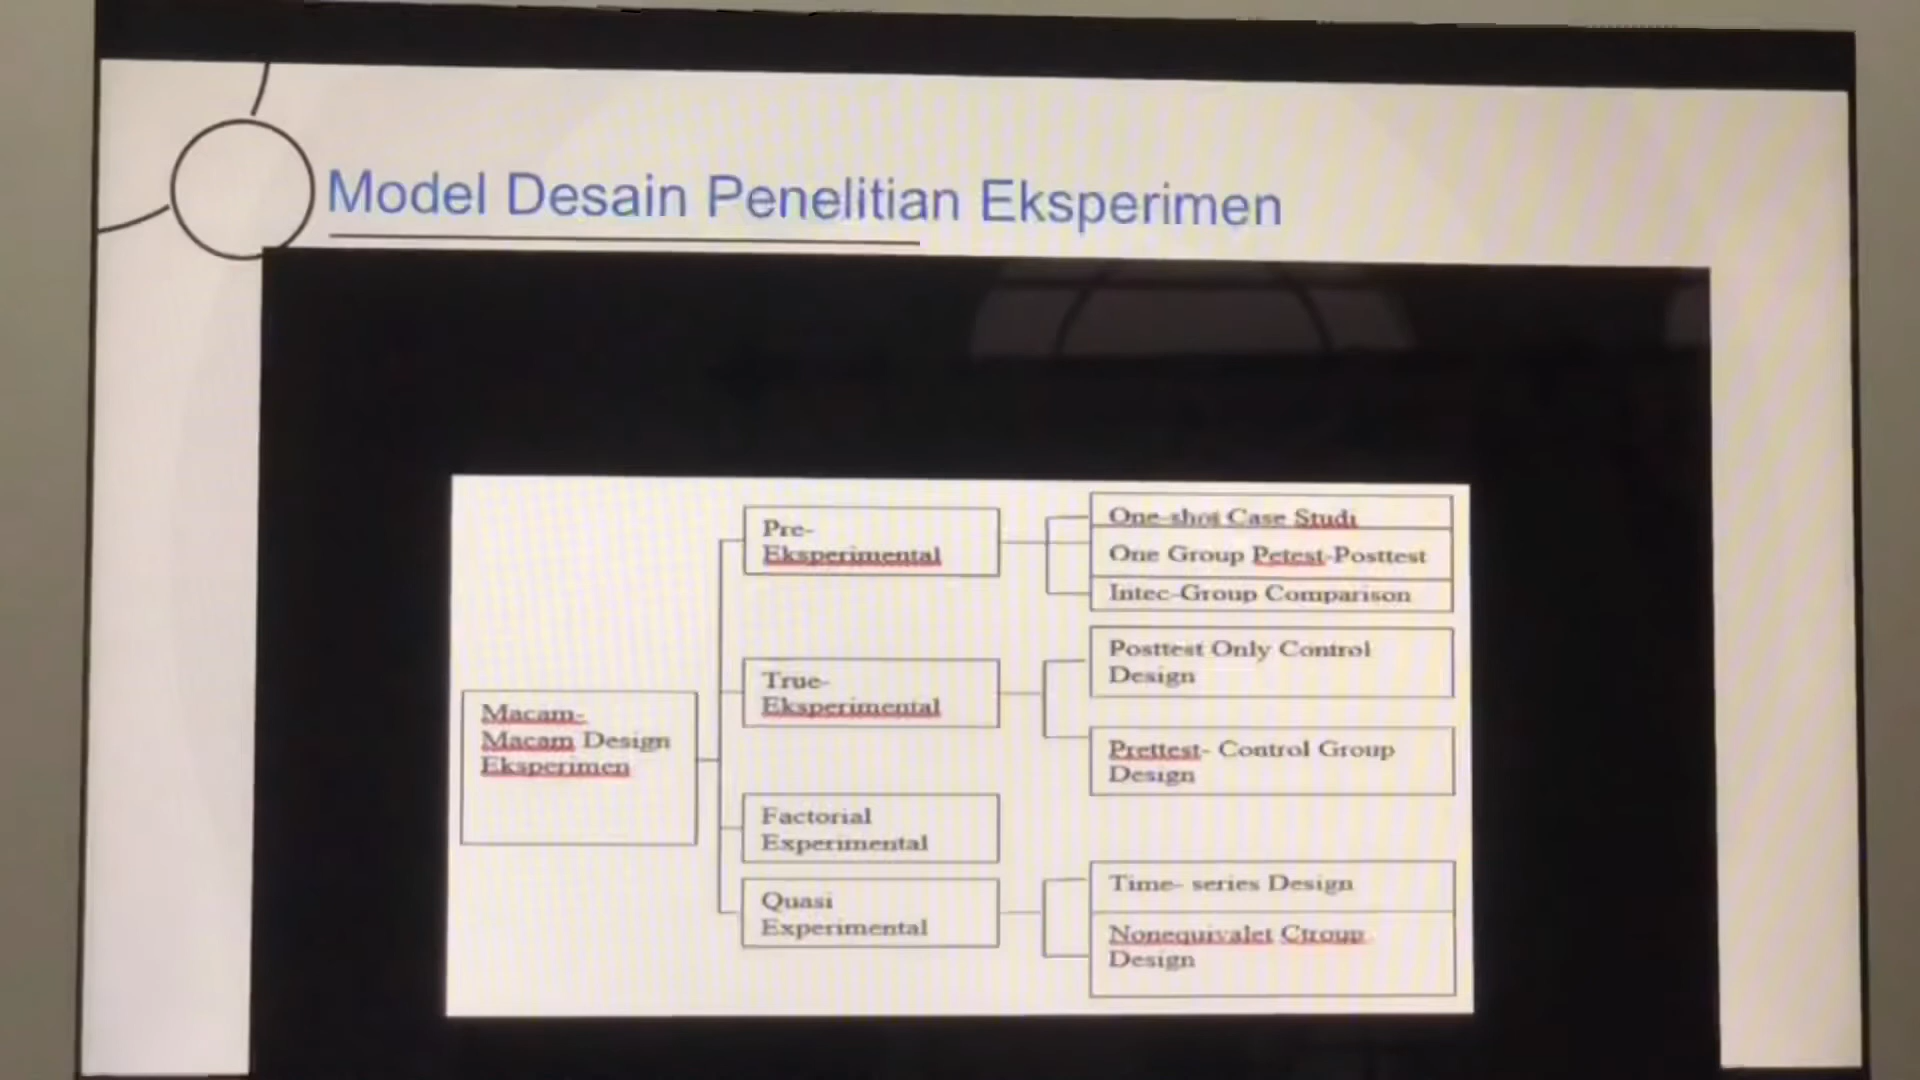 Model Desain Penelitian Eksperimen
Macam-
Macam Design
Eksperimen
Pre-
Eksperimental
One-shot Case Studi
One Group Petest-Posttest
Intec-Group Comparison
True-
Eksperimental
Posttest Only Control
Design
Prettest- Control Group
Design
Factorial
Experimental
Quasi
Experimental
Time- series Design
Nonequivalet Ctroup
Design